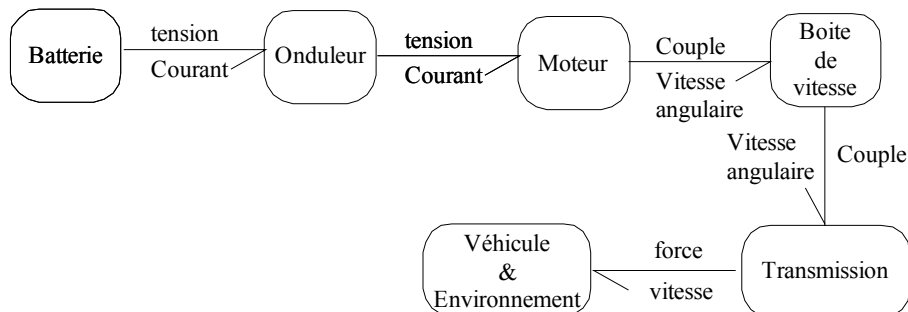 Batterie
tension
Courant
Onduleur
tension
Courant
Moteur
Couple
Vitesse
angulaire
Boite
de
vitesse
Vitesse
angulaire
Couple
Transmission
force
vitesse
Véhicule
&
Environnement